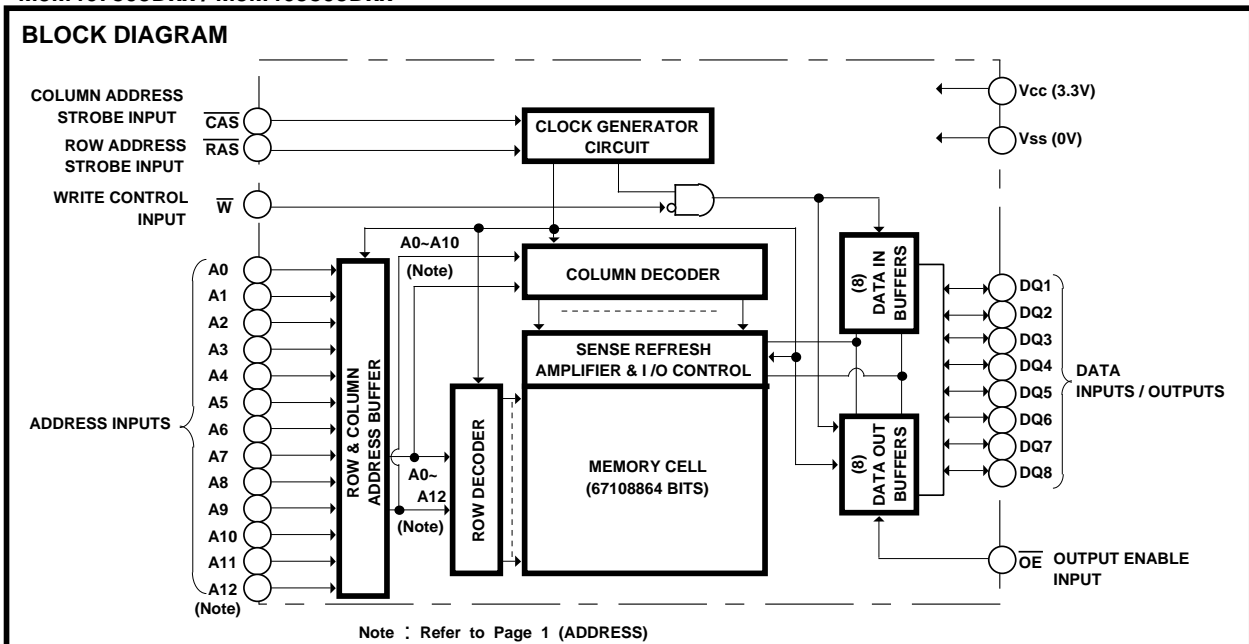 BLOCK DIAGRAM
COLUMN ADDRESS
STROBE INPUT
CAS
ROW ADDRESS
STROBE INPUT
RAS
WRITE CONTROL
INPUT
W
CLOCK GENERATOR
CIRCUIT
Vcc (3.3V)
Vss (0V)
A0~A10
(Note)
COLUMN DECODER
(8)
DATA IN
BUFFERS
SENSE REFRESH
AMPLIFIER & I /O CONTROL
ADDRESS INPUTS
A0
A1
A2
A3
A4
A5
A6
A7
A8
A9
A10
A11
A12
(Note)
ROW & COLUMN
ADDRESS BUFFER
A0~
A12
(Note)
ROW DECODER
MEMORY CELL
(67108864 BITS)
(8)
DATA OUT
BUFFERS
DQ1
DQ2
DQ3
DQ4
DQ5
DQ6
DQ7
DQ8
DATA
INPUTS / OUTPUTS
OE
OUTPUT ENABLE
INPUT
Note : Refer to Page 1 (ADDRESS)